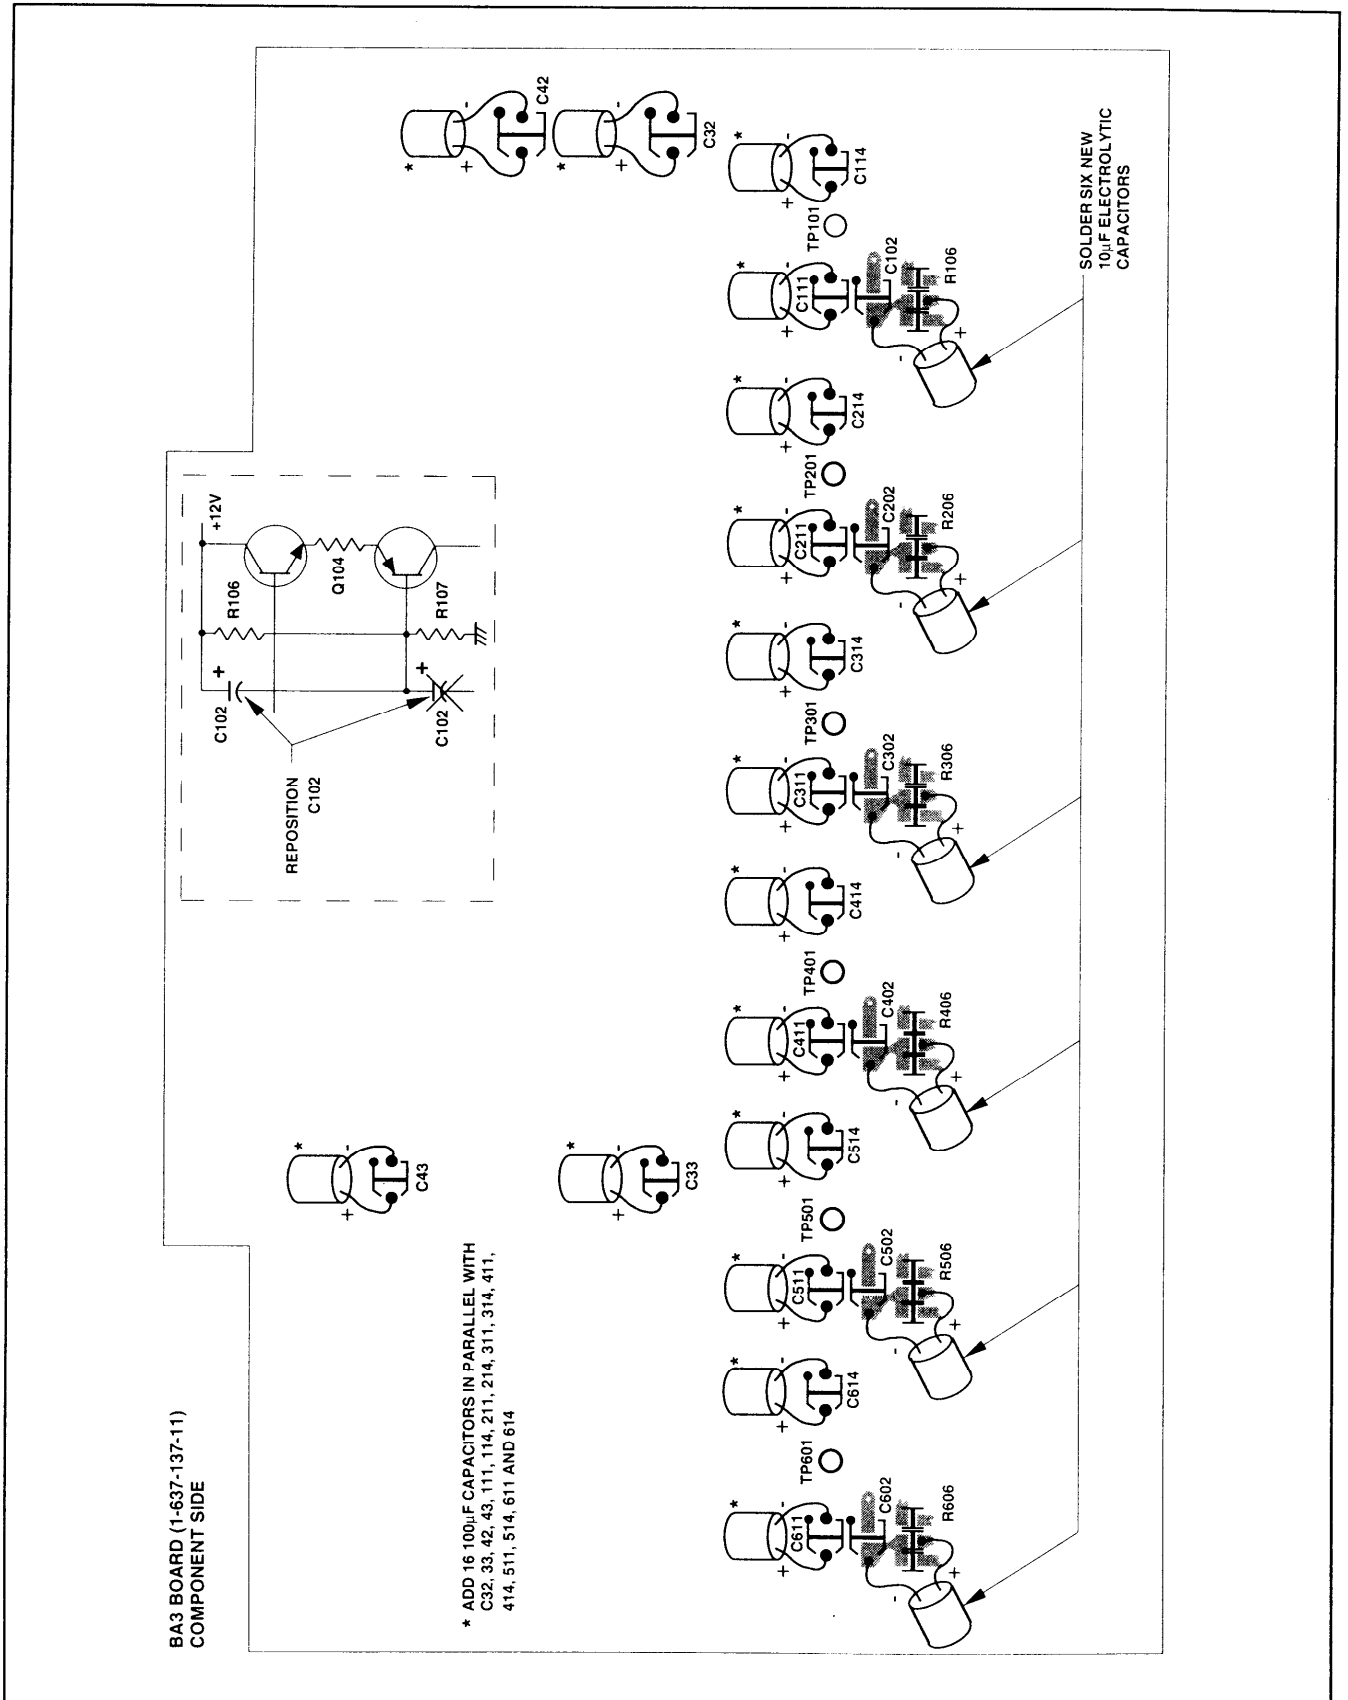 BA3 BOARD (1-637-137-11)
COMPONENT SIDE
* ADD 16 100µF CAPACITORS IN PARALLEL WITH
C32, 33, 42, 43, 111, 114, 211, 214, 311, 314, 411,
414, 511, 514, 611 AND 614
REPOSITION
C102
C102
+
C102
+
R106
R107
Q104
+12V
*
+
-
C43
*
+
-
C42
*
+
-
C33
*
+
-
C32
*
+
-
C611
TP601
*
+
-
C614
*
+
-
C511
TP501
*
+
-
C514
*
+
-
C411
TP401
*
+
-
C414
*
+
-
C311
TP301
*
+
-
C314
*
+
-
C211
TP201
*
+
-
C214
*
+
-
C111
TP101
*
+
-
C114
C602
R606
-
+
C502
R506
-
+
C402
R406
-
+
C302
R306
-
+
C202
R206
-
+
C102
R106
-
+
SOLDER SIX NEW
10µF ELECTROLYTIC
CAPACITORS